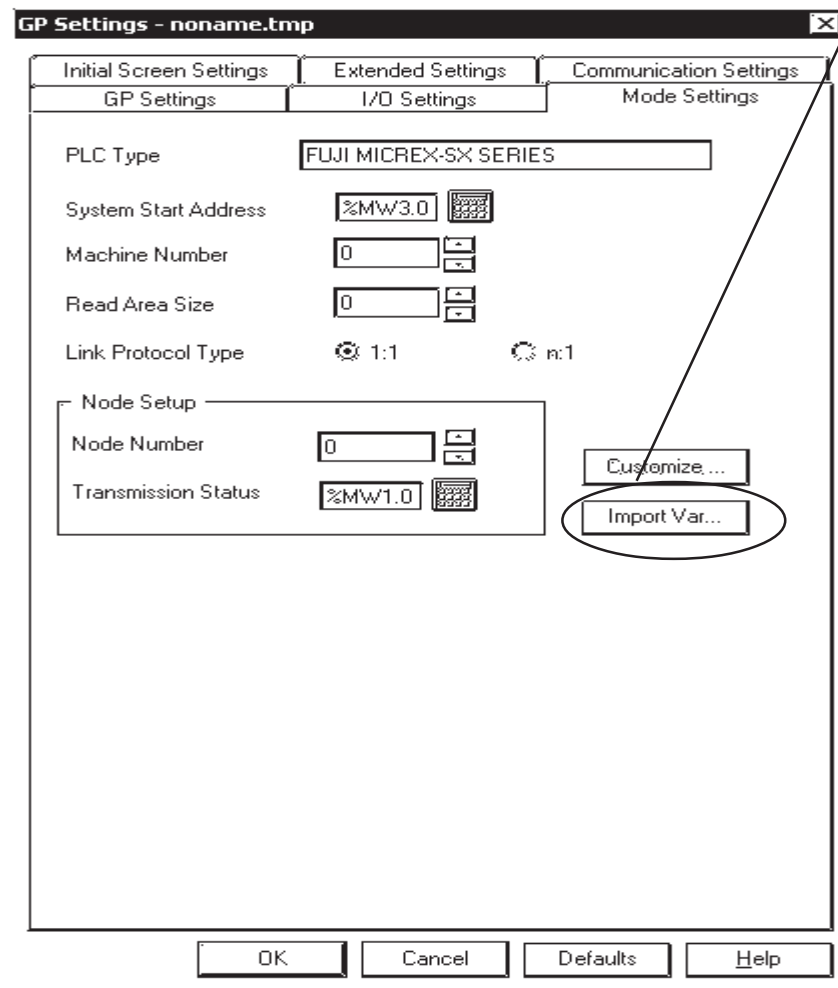 GP Settings - noname.tmp
Initial Screen Settings Extended Settings Communication Settings
GP Settings I/O Settings Mode Settings
PLC Type FUJI MICREX-SX SERIES
System Start Address %MW3.0
Machine Number 0
Read Area Size 0
Link Protocol Type 1:1 n:1
Node Setup
Node Number 0
Customize ...
Transmission Status %MW1.0
Import Var...
OK Cancel Defaults Help